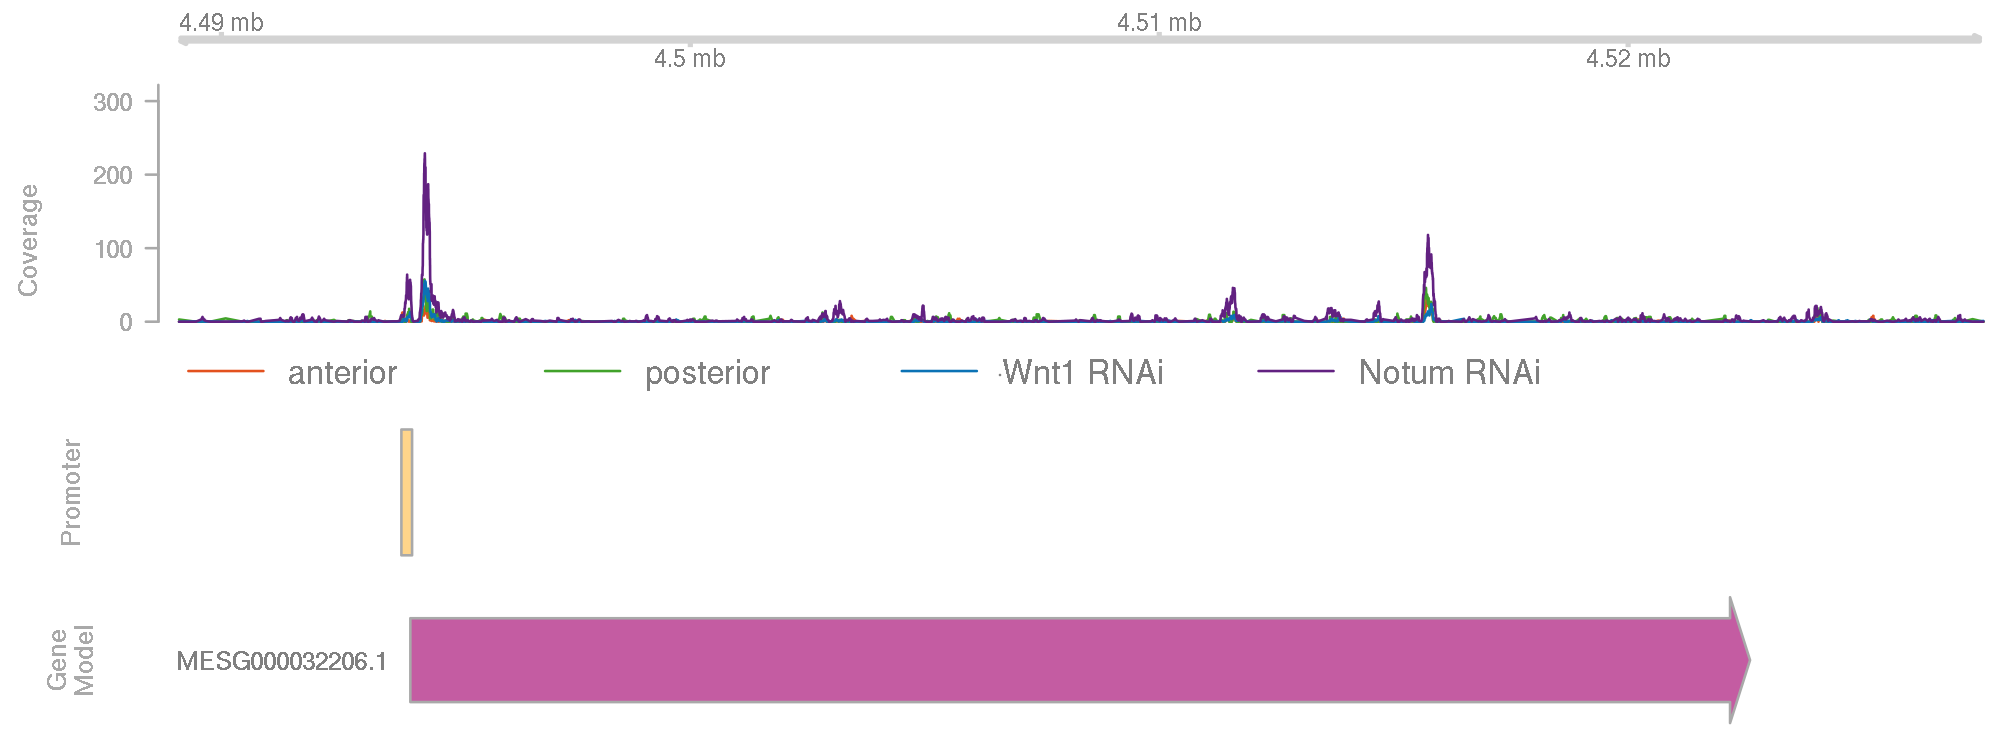 4.49 mb
4.51 mb
4.5 mb
4.52 mb
300
200
100
0
Coverage
anterior
posterior
Wnt1 RNAi
Notum RNAi
Promoter
Gene
Model
MESG000032206.1